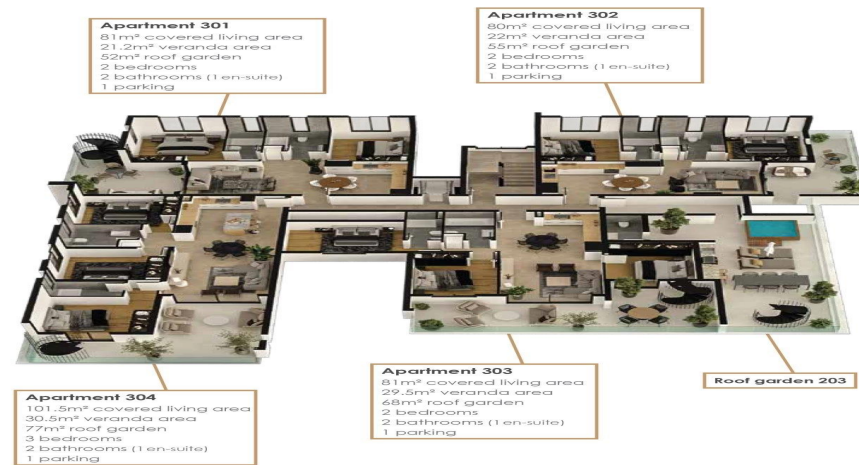 Apartment 301
81m² covered living area
21.2m² veranda area
52m² roof garden
2 bedrooms
2 bathrooms (1 en-suite)
1 parking
Apartment 302
80m² covered living area
22m² veranda area
55m² roof garden
2 bedrooms
2 bathrooms (1 en-suite)
1 parking
Apartment 304
101.5m² covered living area
30.5m² veranda area
77m² roof garden
3 bedrooms
2 bathrooms (1 en-suite)
1 parking
Apartment 303
81m² covered living area
29.5m² veranda area
68m² roof garden
2 bedrooms
2 bathrooms (1 en-suite)
1 parking
Roof garden 203